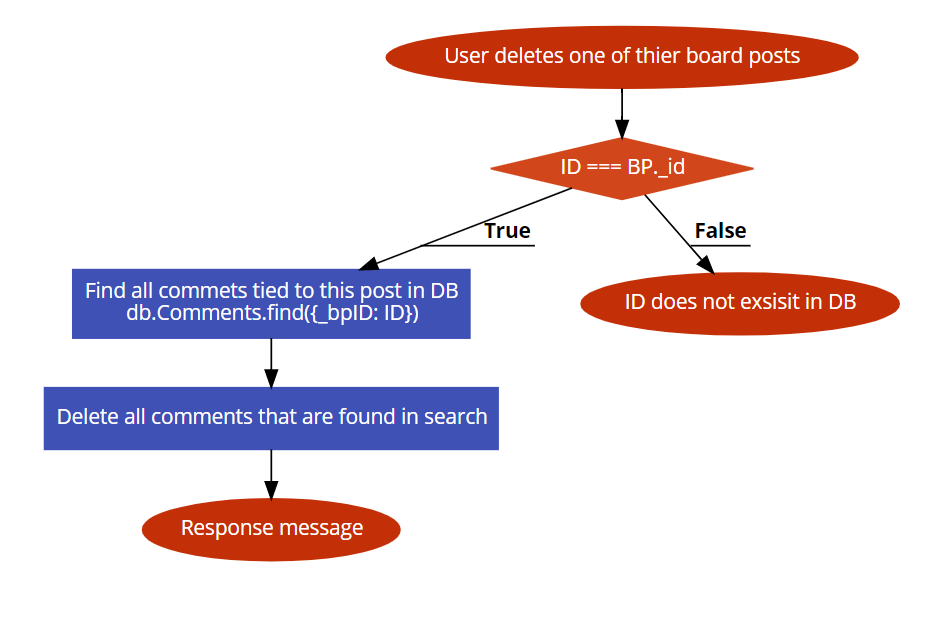 User deletes one of thier board posts
ID === BP._id
True
False
Find all commets tied to this post in DB
db.Comments.find({_bpID: ID})
ID does not exsisit in DB
Delete all comments that are found in search
Response message